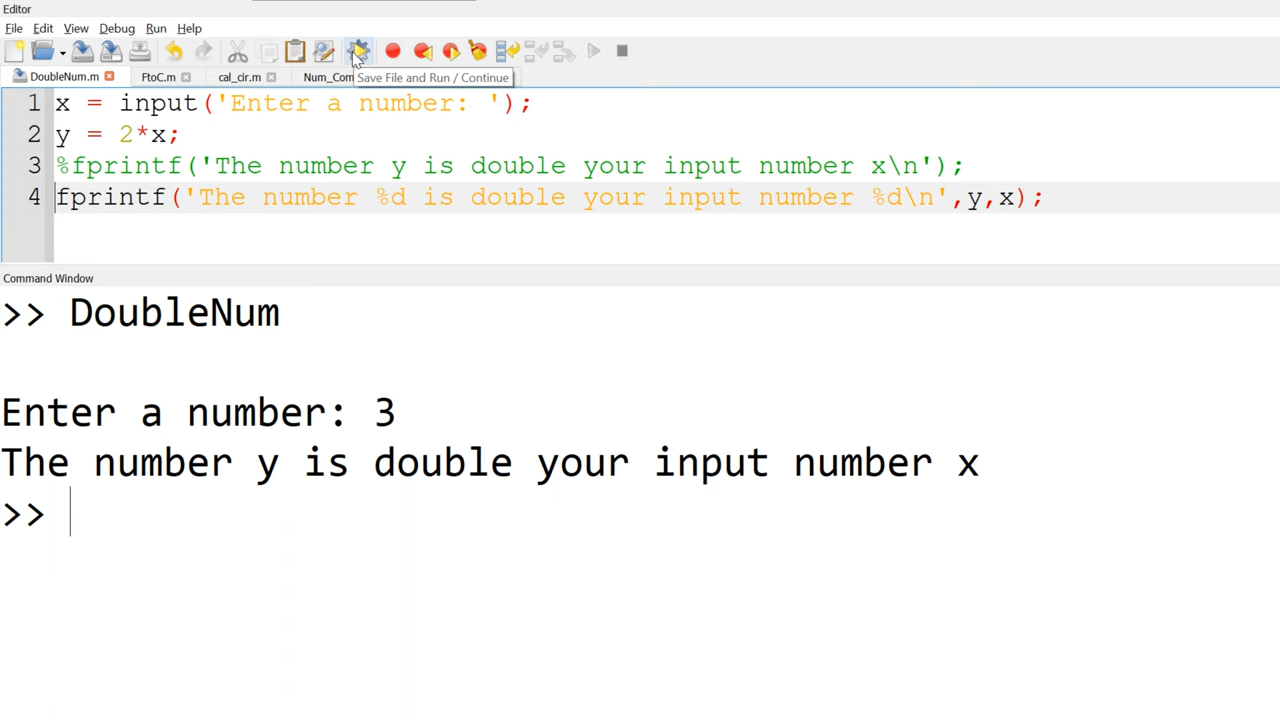 Editor
File Edit View Debug Run Help
DoubleNum.m FtoC.m cal_cir.m Num_Com
Save File and Run / Continue
1 x = input('Enter a number: ');
2 y = 2*x;
3 %fprintf('The number y is double your input number x\n');
4 fprintf('The number %d is double your input number %d\n',y,x);
Command Window
>> DoubleNum
Enter a number: 3
The number y is double your input number x
>>